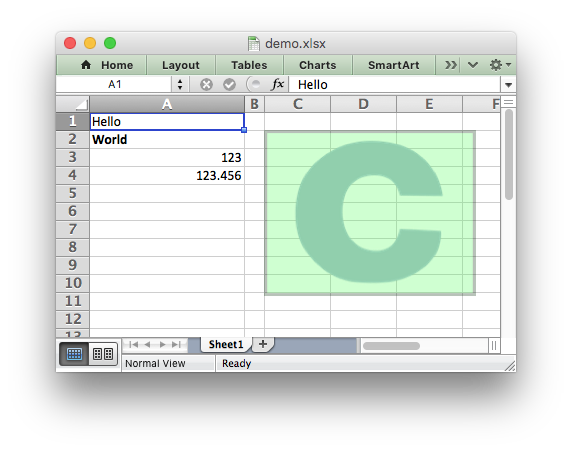 demo.xlsx
Home Layout Tables Charts SmartArt
A1 fx Hello
A B C D E F
1 Hello
2 World
3 123
4 123.456
5
6
7
8
9
10
11
12
13
C
Sheet1
Normal View Ready